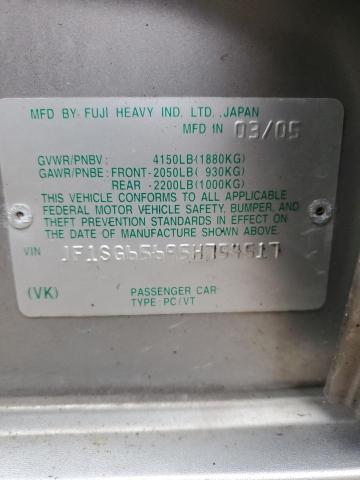 MFD BY: FUJI HEAVY IND. LTD., JAPAN
MFD IN 03/05
GVWR/PNBV: 4150LB(1880KG)
GAWR/PNBE: FRONT-2050LB( 930KG)
REAR -2200LB(1000KG)
THIS VEHICLE CONFORMS TO ALL APPLICABLE
FEDERAL MOTOR VEHICLE SAFETY, BUMPER, AND
THEFT PREVENTION STANDARDS IN EFFECT ON
THE DATE OF MANUFACTURE SHOWN ABOVE.
VIN
(VK) PASSENGER CAR
TYPE:PC/VT